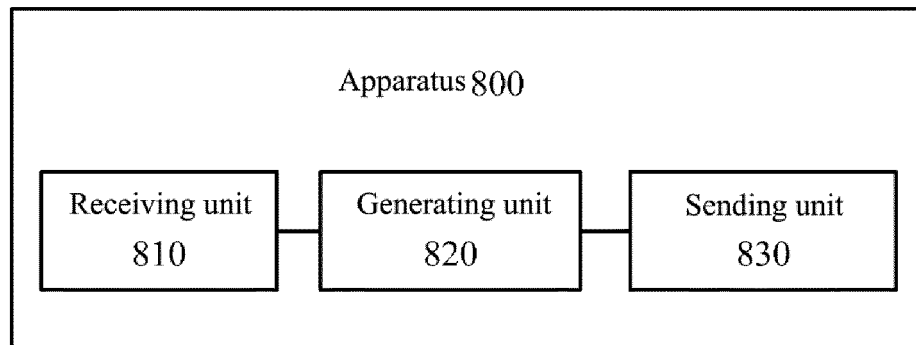 Apparatus 800
Receiving unit
810
Generating unit
820
Sending unit
830